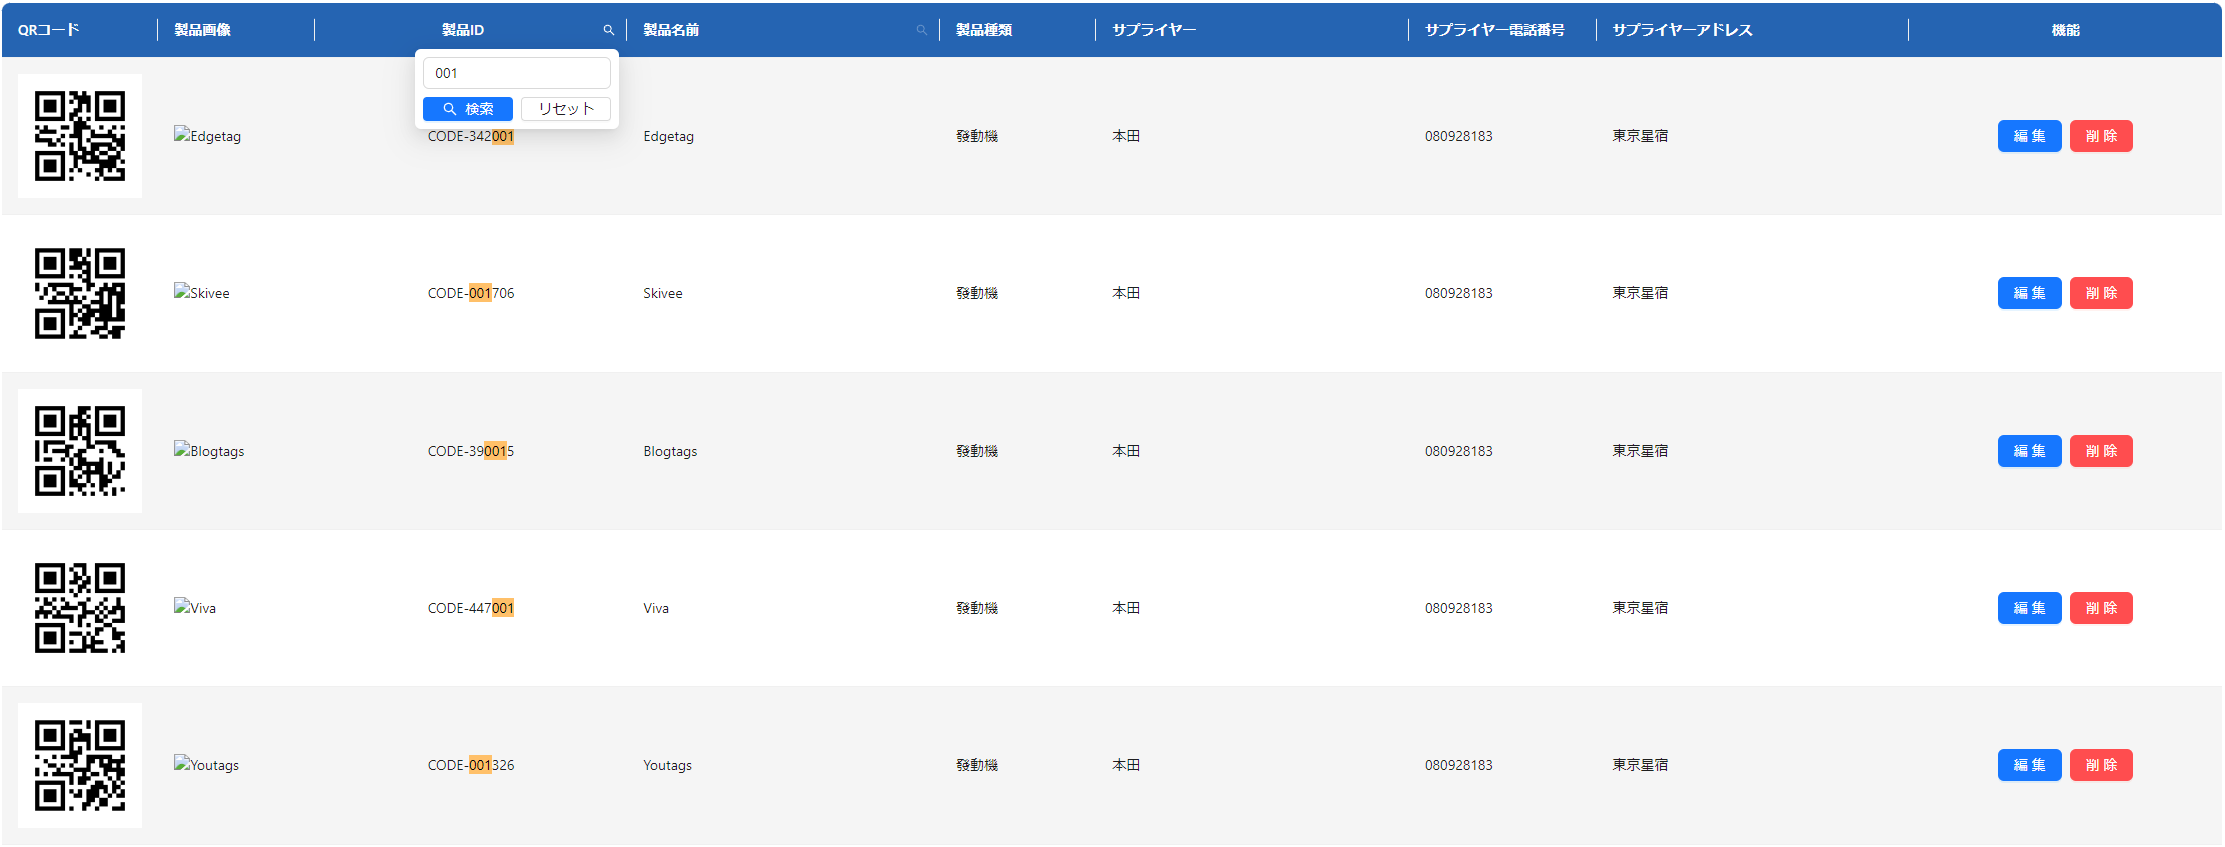 QRコード 製品画像 製品ID 製品名前 製品種類 サプライヤー サプライヤー電話番号 サプライヤーアドレス 機能
001
検索 リセット
Edgetag CODE-342001 Edgetag 發動機 本田 080928183 東京星宿 編集 削除
Skivee CODE-001706 Skivee 發動機 本田 080928183 東京星宿 編集 削除
Blogtags CODE-390015 Blogtags 發動機 本田 080928183 東京星宿 編集 削除
Viva CODE-447001 Viva 發動機 本田 080928183 東京星宿 編集 削除
Youtags CODE-001326 Youtags 發動機 本田 080928183 東京星宿 編集 削除